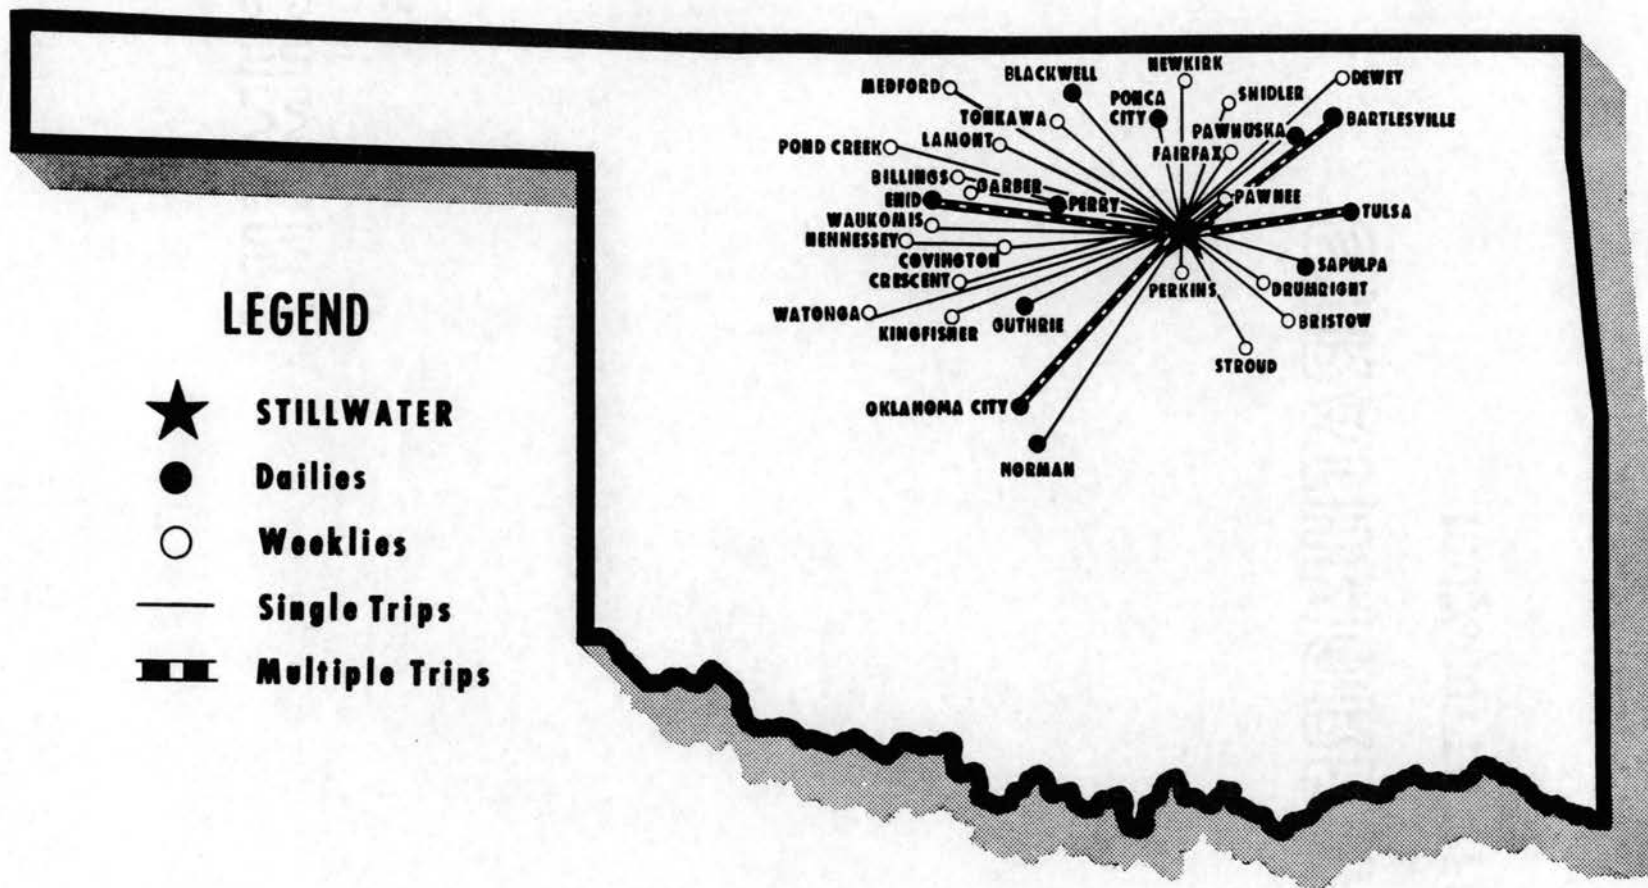 NEWKIRK
BLACKWELL
DEWEY
MEDFORD
PONCA
CITY
SHIDLER
TONKAWA
BARTLESVILLE
PAWHUSKA
LAMONT
POND CREEK
FAIRFAX
BILLINGS
GARBER
ENID
PERRY
PAWNEE
TULSA
WAUKOMIS
HENNESSEY
COVINGTON
SAPULPA
CRESCENT
PERKINS
DRUMRIGHT
WATONGA
KINGFISHER
GUTHRIE
BRISTOW
STROUD
OKLAHOMA CITY
NORMAN
LEGEND
STILLWATER
Dailies
Weeklies
Single Trips
Multiple Trips